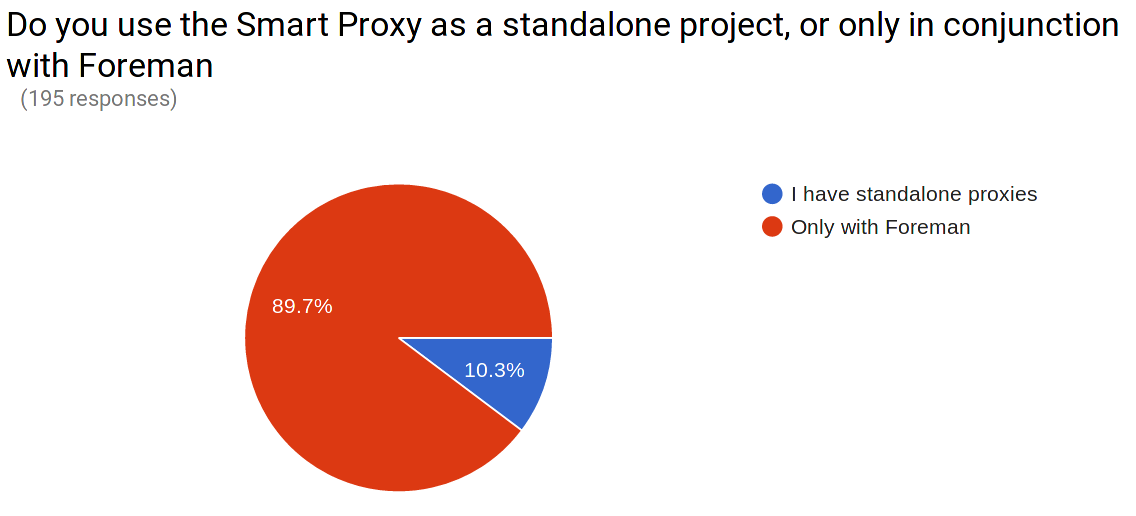 Do you use the Smart Proxy as a standalone project, or only in conjunction
with Foreman
(195 responses)
I have standalone proxies
Only with Foreman
89.7%
10.3%